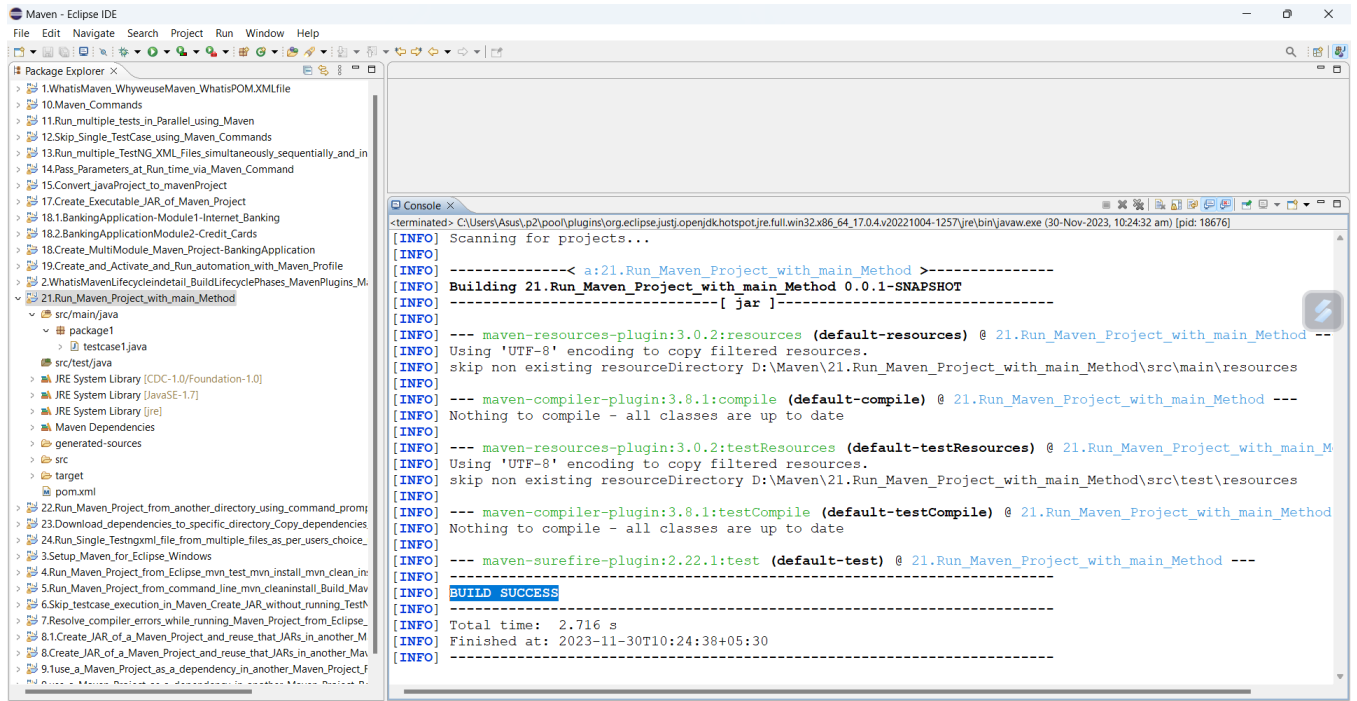 Maven - Eclipse IDE
File Edit Navigate Search Project Run Window Help
Package Explorer
1.WhatisMaven_WhyweuseMaven_WhatisPOM.XMLfile
10.Maven_Commands
11.Run_multiple_tests_in_Parallel_using_Maven
12.Skip_Single_TestCase_using_Maven_Commands
13.Run_multiple_TestNG_XML_Files_simultaneously_sequentially_and_in
14.Pass_Parameters_at_Run_time_via_Maven_Command
15.Convert_javaProject_to_mavenProject
17.Create_Executable_JAR_of_Maven_Project
18.1.BankingApplication-Module1-Internet_Banking
18.2.BankingApplicationModule2-Credit_Cards
18.Create_MultiModule_Maven_Project-BankingApplication
19.Create_and_Activate_and_Run_automation_with_Maven_Profile
2.WhatisMavenLifecycleindetail_BuildLifecyclePhases_MavenPlugins_M
21.Run_Maven_Project_with_main_Method
src/main/java
package1
testcase1.java
src/test/java
JRE System Library [CDC-1.0/Foundation-1.0]
JRE System Library [JavaSE-1.7]
JRE System Library [jre]
Maven Dependencies
generated-sources
src
target
pom.xml
22.Run_Maven_Project_from_another_directory_using_command_promp
23.Download_dependencies_to_specific_directory_Copy_dependencies_
24.Run_Single_Testngxml_file_from_multiple_files_as_per_users_choice_
3.Setup_Maven_for_Eclipse_Windows
4.Run_Maven_Project_from_Eclipse_mvn_test_mvn_install_mvn_clean_in
5.Run_Maven_Project_from_command_line_mvn_cleaninstall_Build_Mav
6.Skip_testcase_execution_in_Maven_Create_JAR_without_running_TestN
7.Resolve_compiler_errors_while_running_Maven_Project_from_Eclipse_
8.1.Create_JAR_of_a_Maven_Project_and_reuse_that_JARs_in_another_M
8.Create_JAR_of_a_Maven_Project_and_reuse_that_JARs_in_another_Mav
9.1use_a_Maven_Project_as_a_dependency_in_another_Maven_Project_F
Console
<terminated> C:\Users\Asus\.p2\pool\plugins\org.eclipse.justj.openjdk.hotspot.jre.full.win32.x86_64_17.0.4.v20221004-1257\jre\bin\javaw.exe (30-Nov-2023, 10:24:32 am) [pid: 18676]
[INFO] Scanning for projects...
[INFO]
[INFO] --------------< a:21.Run_Maven_Project_with_main_Method >---------------
[INFO] Building 21.Run_Maven_Project_with_main_Method 0.0.1-SNAPSHOT
[INFO] --------------------------------[ jar ]---------------------------------
[INFO]
[INFO] --- maven-resources-plugin:3.0.2:resources (default-resources) @ 21.Run_Maven_Project_with_main_Method --
[INFO] Using 'UTF-8' encoding to copy filtered resources.
[INFO] skip non existing resourceDirectory D:\Maven\21.Run_Maven_Project_with_main_Method\src\main\resources
[INFO]
[INFO] --- maven-compiler-plugin:3.8.1:compile (default-compile) @ 21.Run_Maven_Project_with_main_Method ---
[INFO] Nothing to compile - all classes are up to date
[INFO]
[INFO] --- maven-resources-plugin:3.0.2:testResources (default-testResources) @ 21.Run_Maven_Project_with_main_M
[INFO] Using 'UTF-8' encoding to copy filtered resources.
[INFO] skip non existing resourceDirectory D:\Maven\21.Run_Maven_Project_with_main_Method\src\test\resources
[INFO]
[INFO] --- maven-compiler-plugin:3.8.1:testCompile (default-testCompile) @ 21.Run_Maven_Project_with_main_Method
[INFO] Nothing to compile - all classes are up to date
[INFO]
[INFO] --- maven-surefire-plugin:2.22.1:test (default-test) @ 21.Run_Maven_Project_with_main_Method ---
[INFO] ------------------------------------------------------------------------
[INFO] BUILD SUCCESS
[INFO] ------------------------------------------------------------------------
[INFO] Total time:  2.716 s
[INFO] Finished at: 2023-11-30T10:24:38+05:30
[INFO] ------------------------------------------------------------------------